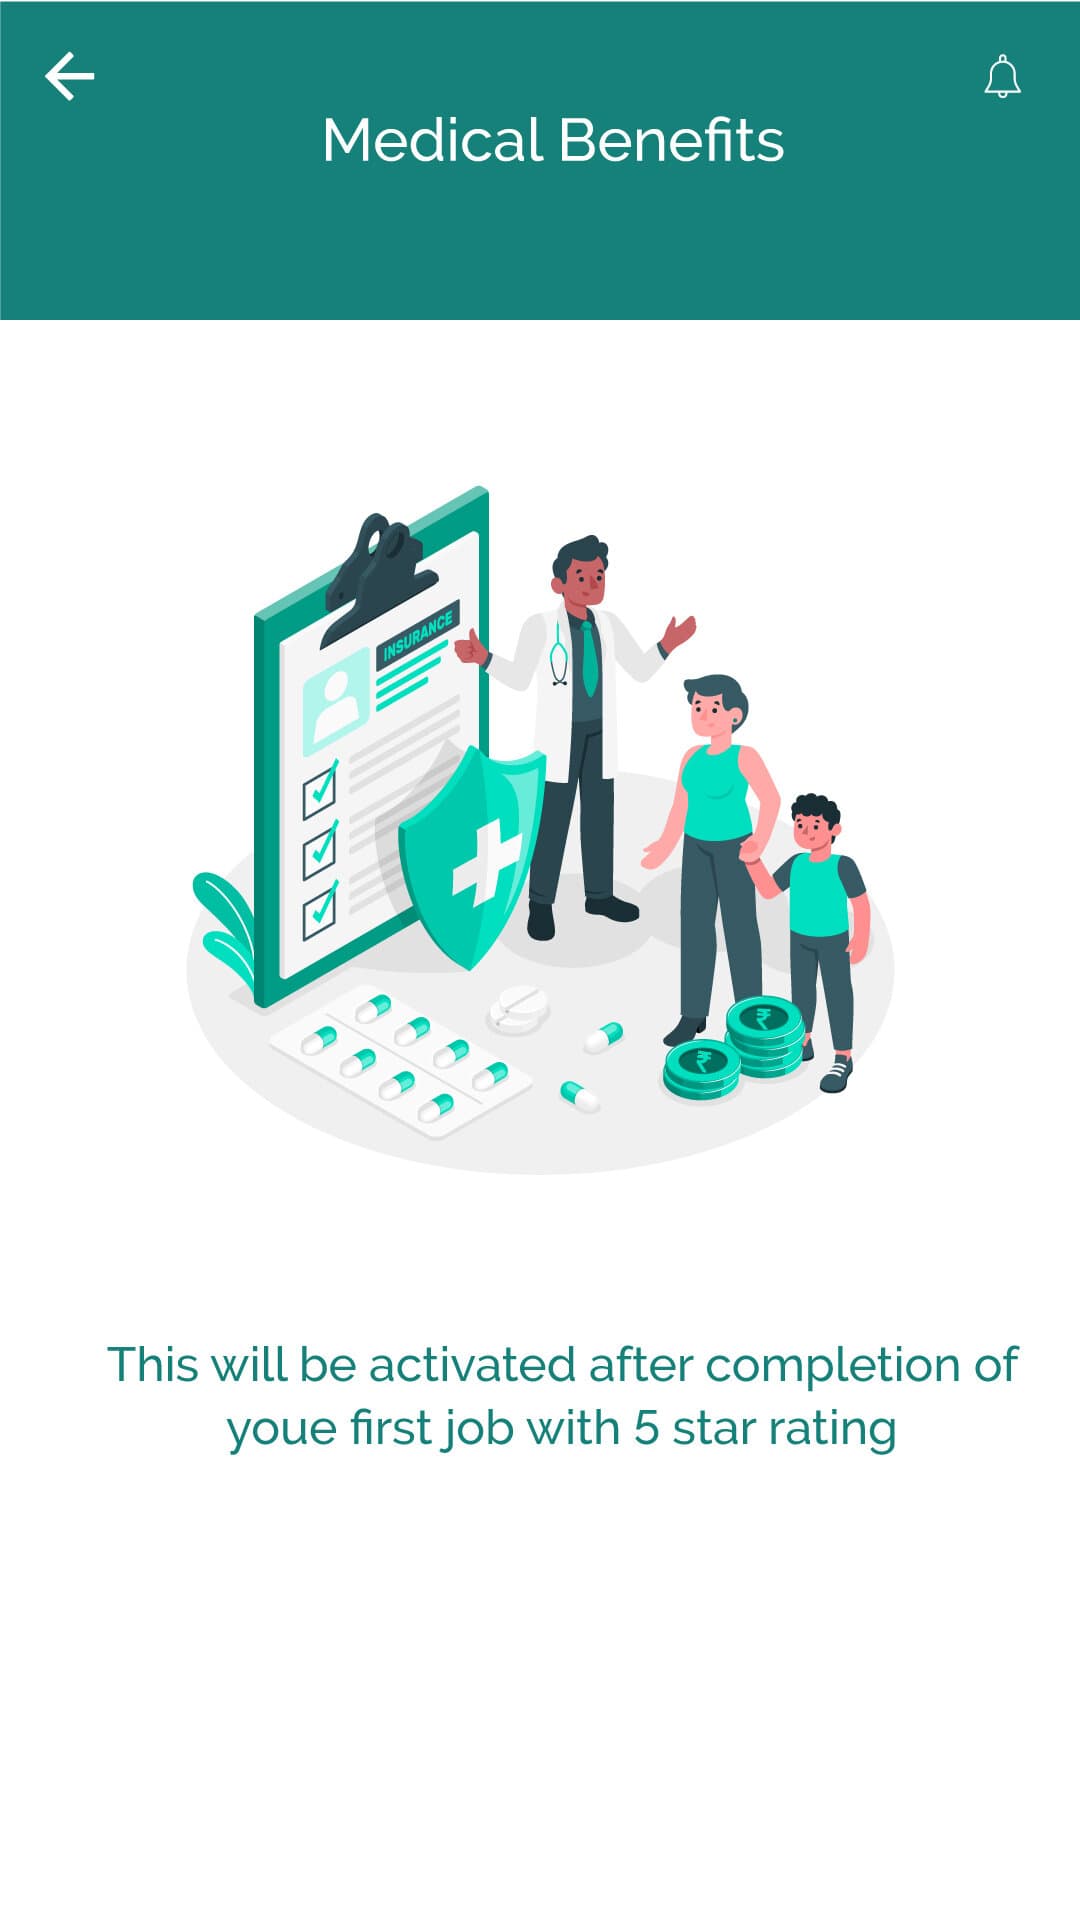 Medical Benefits
INSURANCE
₹
₹
This will be activated after completion of
youe first job with 5 star rating